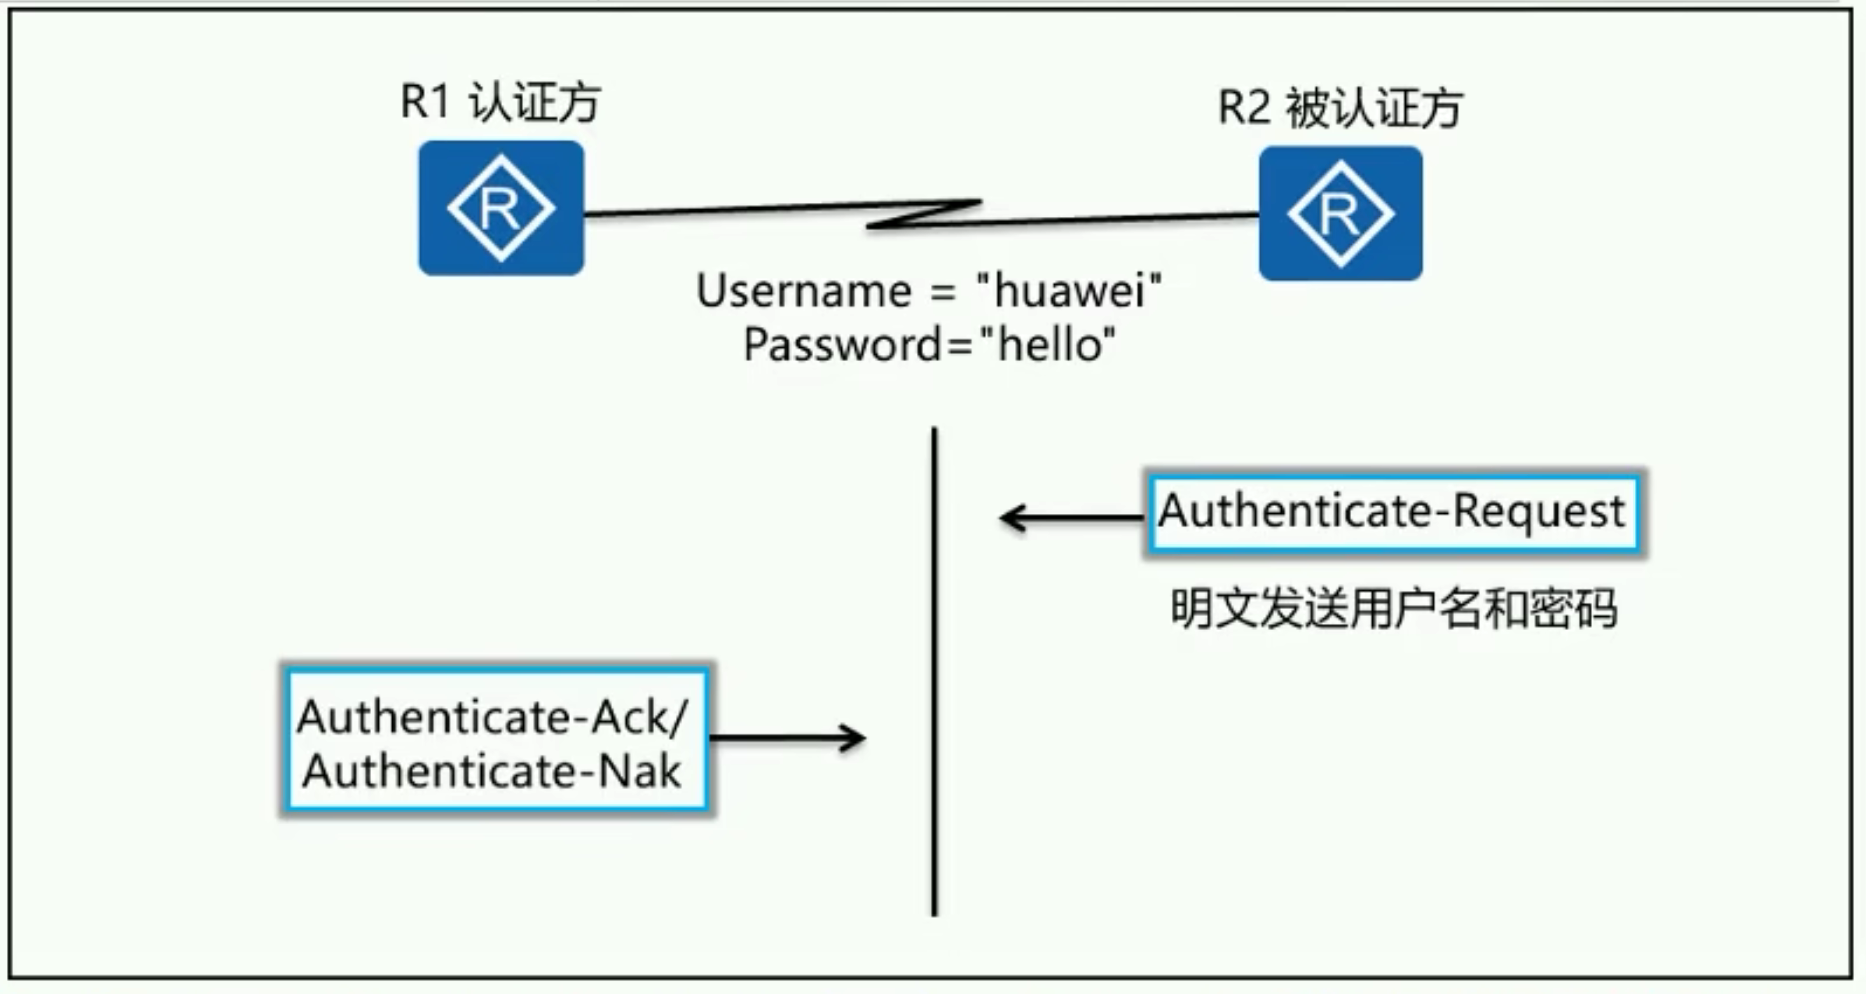 R1 认证方
R2 被认证方
R
R
Username = "huawei"
Password="hello"
Authenticate-Request
明文发送用户名和密码
Authenticate-Ack/
Authenticate-Nak